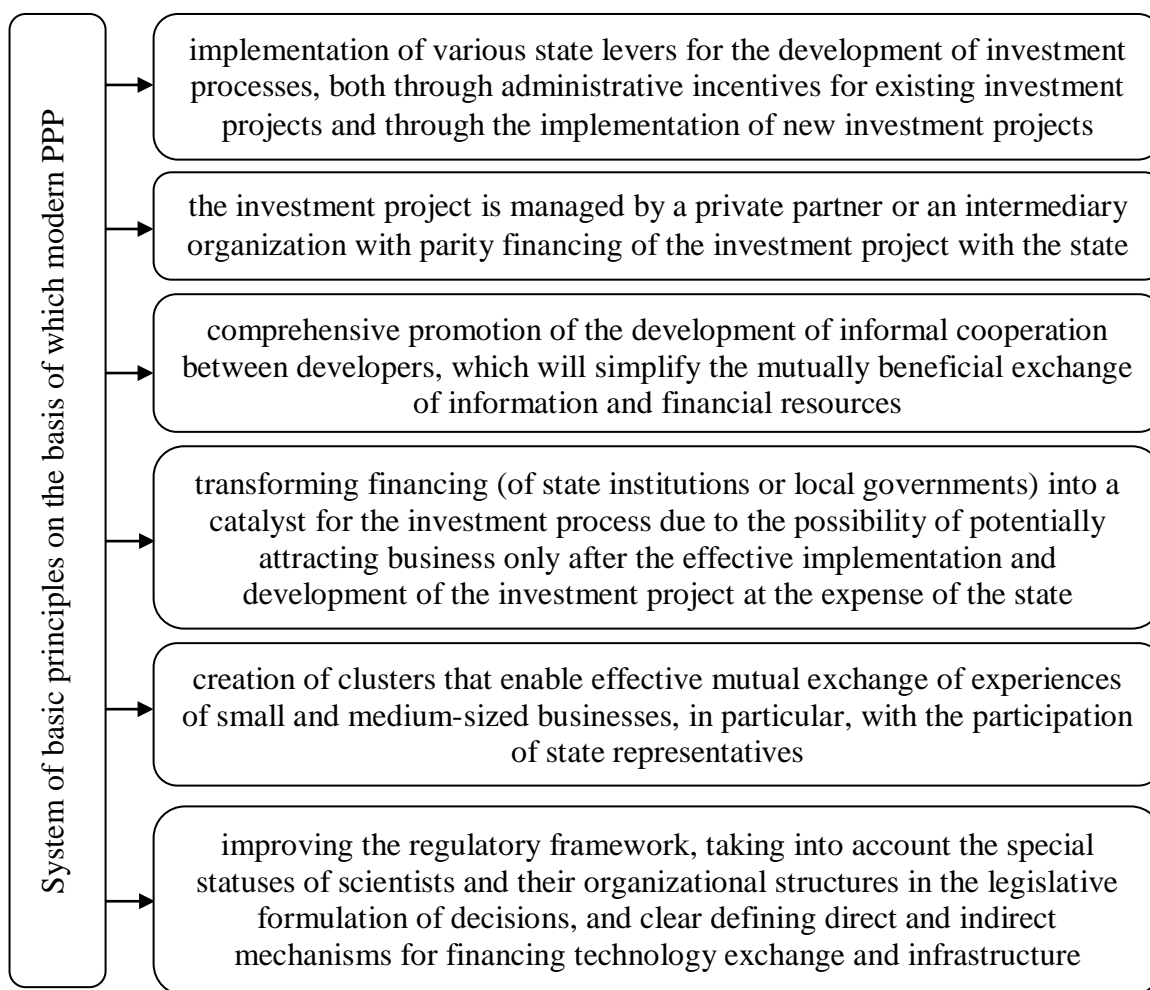 System of basic principles on the basis of which modern PPP
implementation of various state levers for the development of investment
processes, both through administrative incentives for existing investment
projects and through the implementation of new investment projects
the investment project is managed by a private partner or an intermediary
organization with parity financing of the investment project with the state
comprehensive promotion of the development of informal cooperation
between developers, which will simplify the mutually beneficial exchange
of information and financial resources
transforming financing (of state institutions or local governments) into a
catalyst for the investment process due to the possibility of potentially
attracting business only after the effective implementation and
development of the investment project at the expense of the state
creation of clusters that enable effective mutual exchange of experiences
of small and medium-sized businesses, in particular, with the participation
of state representatives
improving the regulatory framework, taking into account the special
statuses of scientists and their organizational structures in the legislative
formulation of decisions, and clear defining direct and indirect
mechanisms for financing technology exchange and infrastructure